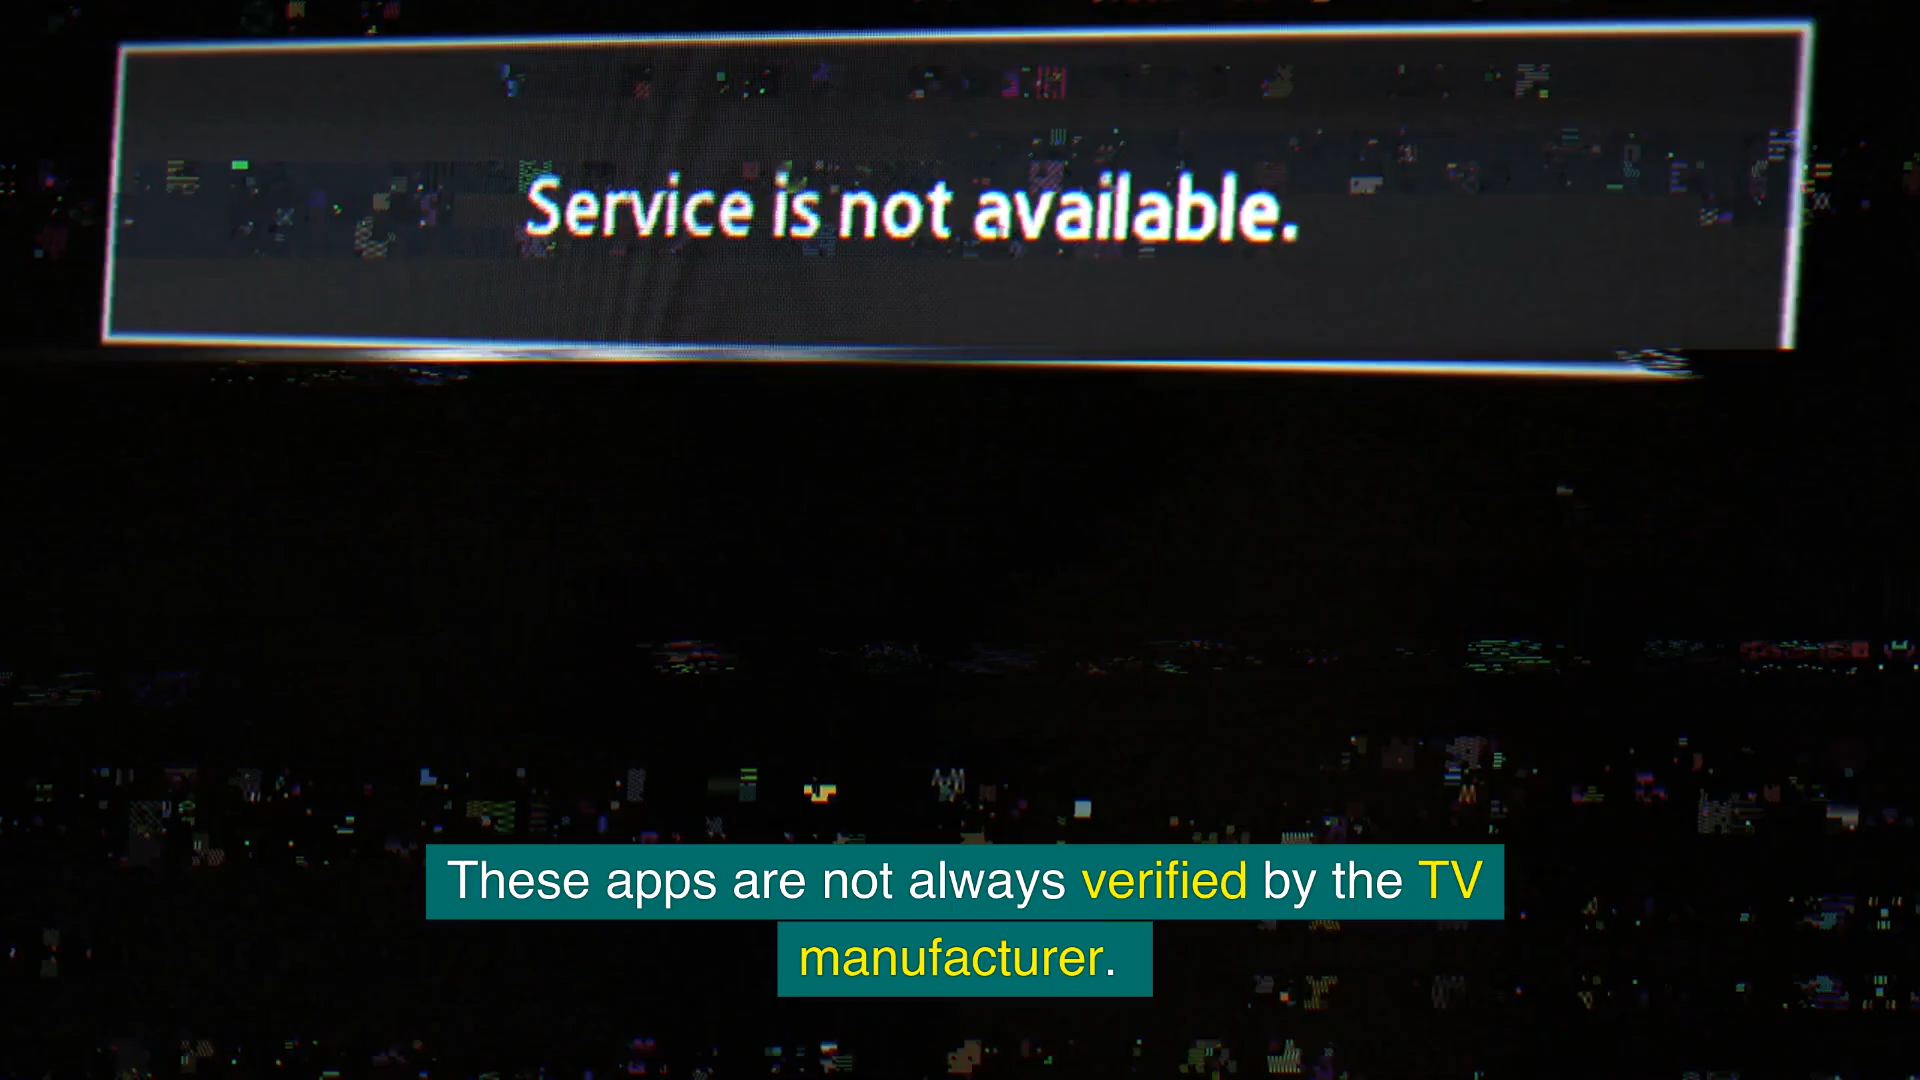 Service is not available.
These apps are not always verified by the TV
manufacturer.